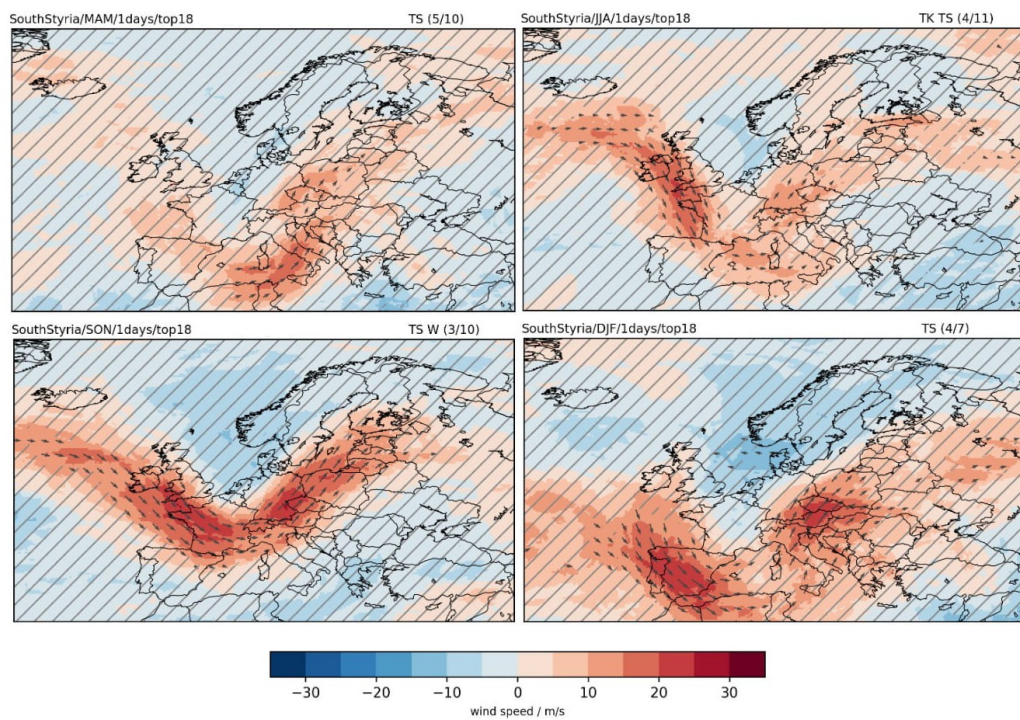 SouthStyria/MAM/1days/top18 TS (5/10)
SouthStyria/JJA/1days/top18 TK TS (4/11)
SouthStyria/SON/1days/top18 TS W (3/10)
SouthStyria/DJF/1days/top18 TS (4/7)
−30 −20 −10 0 10 20 30
wind speed / m/s